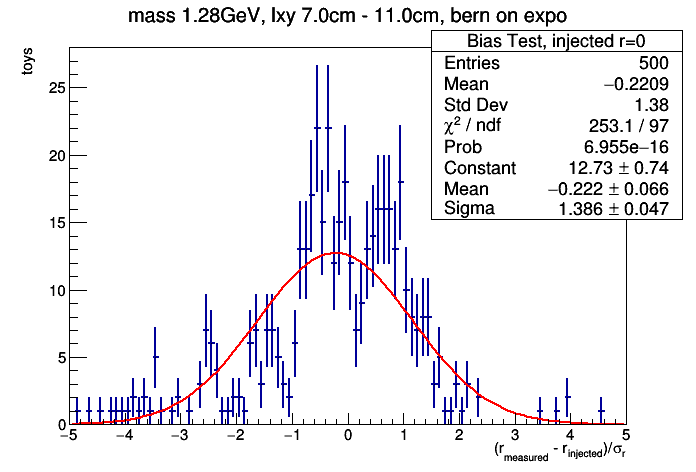 mass 1.28GeV, lxy 7.0cm - 11.0cm, bern on expo
toys
Bias Test, injected r=0
Entries 500
Mean −0.2209
Std Dev 1.38
χ² / ndf 253.1 / 97
Prob 6.955e−16
Constant 12.73 ± 0.74
Mean −0.222 ± 0.066
Sigma 1.386 ± 0.047
25
20
15
10
5
0
−5 −4 −3 −2 −1 0 1 2 3 4 5
(r_measured - r_injected)/σ_r